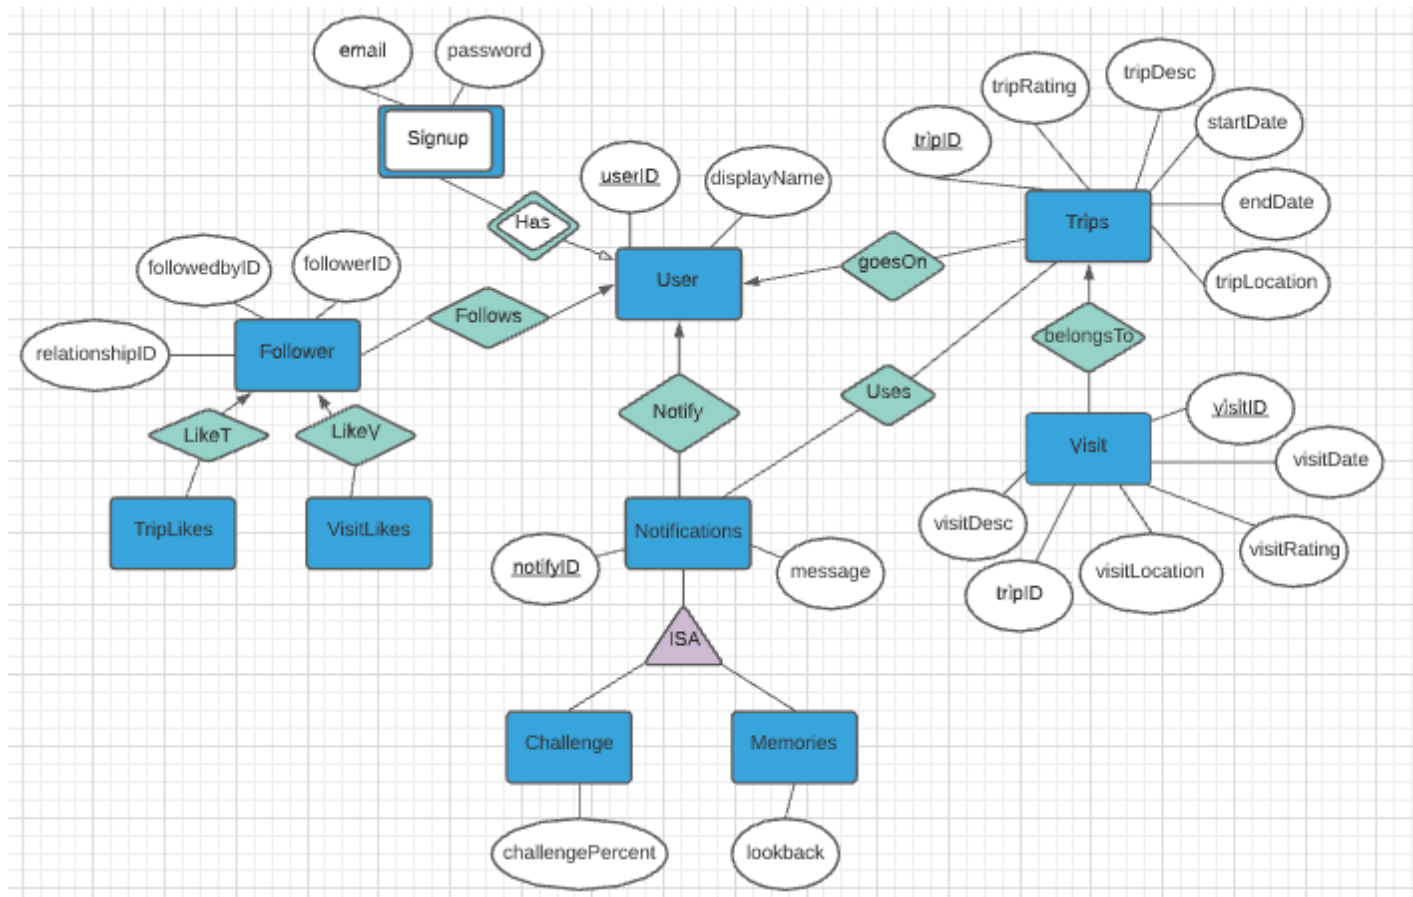 email
password
tripRating
tripDesc
startDate
tripID
Signup
userID
displayName
endDate
Has
Trips
followedbyID
followerID
goesOn
User
tripLocation
Follows
belongsTo
relationshipID
Follower
Uses
Notify
visitID
LikeT
LikeV
Visit
visitDate
TripLikes
VisitLikes
Notifications
visitDesc
visitRating
notifyID
message
visitLocation
tripID
ISA
Challenge
Memories
challengePercent
lookback